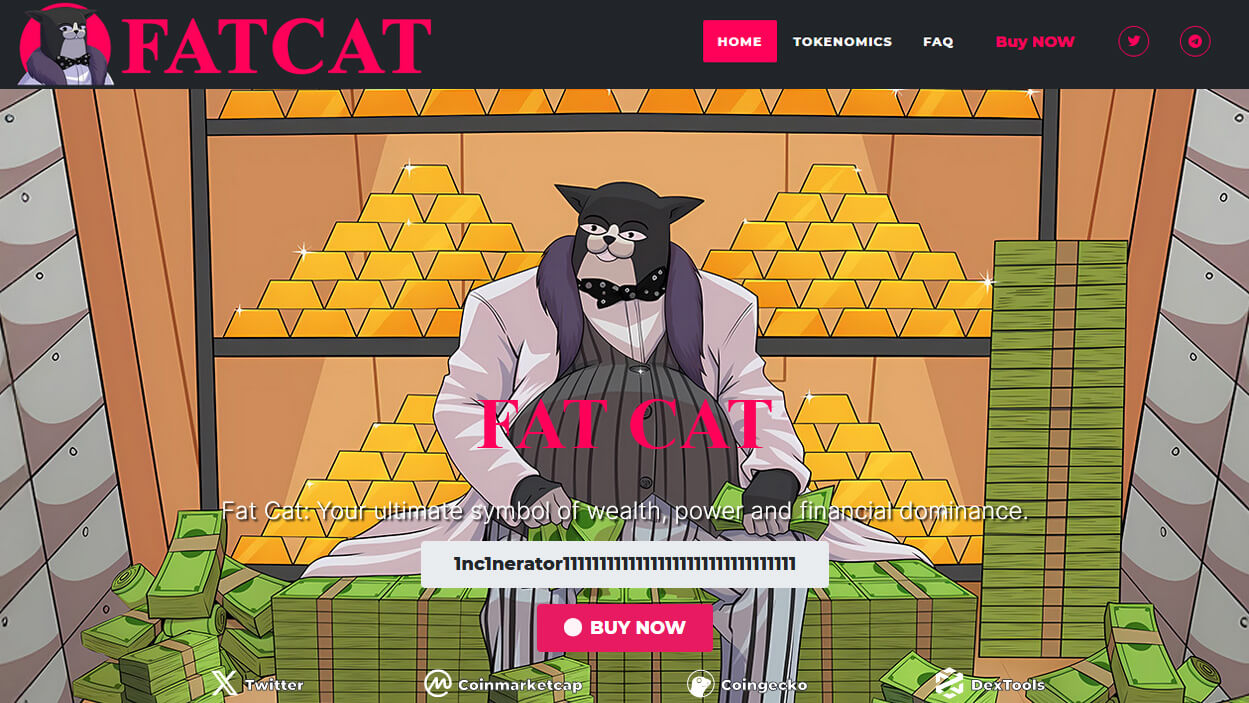 FATCAT
HOME TOKENOMICS FAQ Buy NOW
FAT CAT
Fat Cat: Your ultimate symbol of wealth, power and financial dominance.
1nc1nerator11111111111111111111111111111111
BUY NOW
Twitter Coinmarketcap Coingecko DexTools